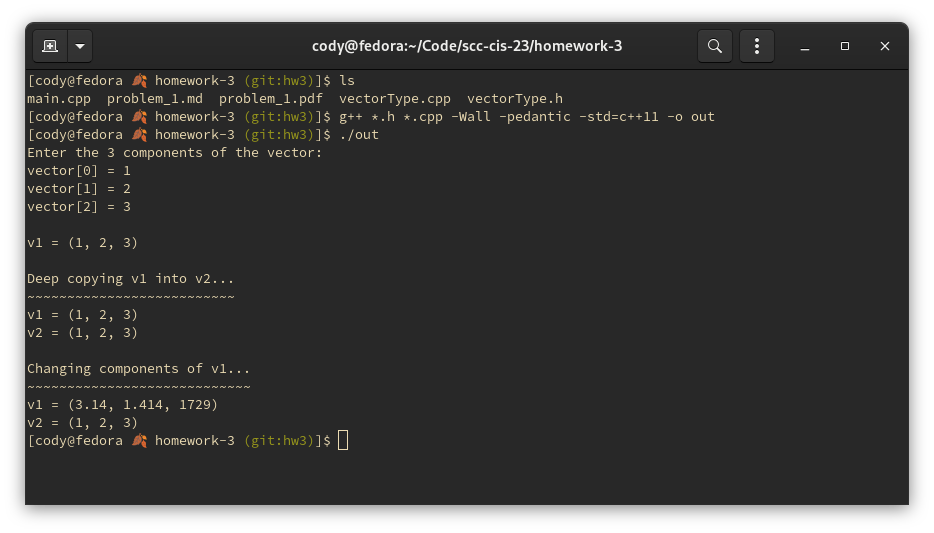 cody@fedora:~/Code/scc-cis-23/homework-3
[cody@fedora 🍂 homework-3 (git:hw3)]$ ls
main.cpp  problem_1.md  problem_1.pdf  vectorType.cpp  vectorType.h
[cody@fedora 🍂 homework-3 (git:hw3)]$ g++ *.h *.cpp -Wall -pedantic -std=c++11 -o out
[cody@fedora 🍂 homework-3 (git:hw3)]$ ./out
Enter the 3 components of the vector:
vector[0] = 1
vector[1] = 2
vector[2] = 3

v1 = (1, 2, 3)

Deep copying v1 into v2...
~~~~~~~~~~~~~~~~~~~~~~~~~~
v1 = (1, 2, 3)
v2 = (1, 2, 3)

Changing components of v1...
~~~~~~~~~~~~~~~~~~~~~~~~~~~~
v1 = (3.14, 1.414, 1729)
v2 = (1, 2, 3)
[cody@fedora 🍂 homework-3 (git:hw3)]$